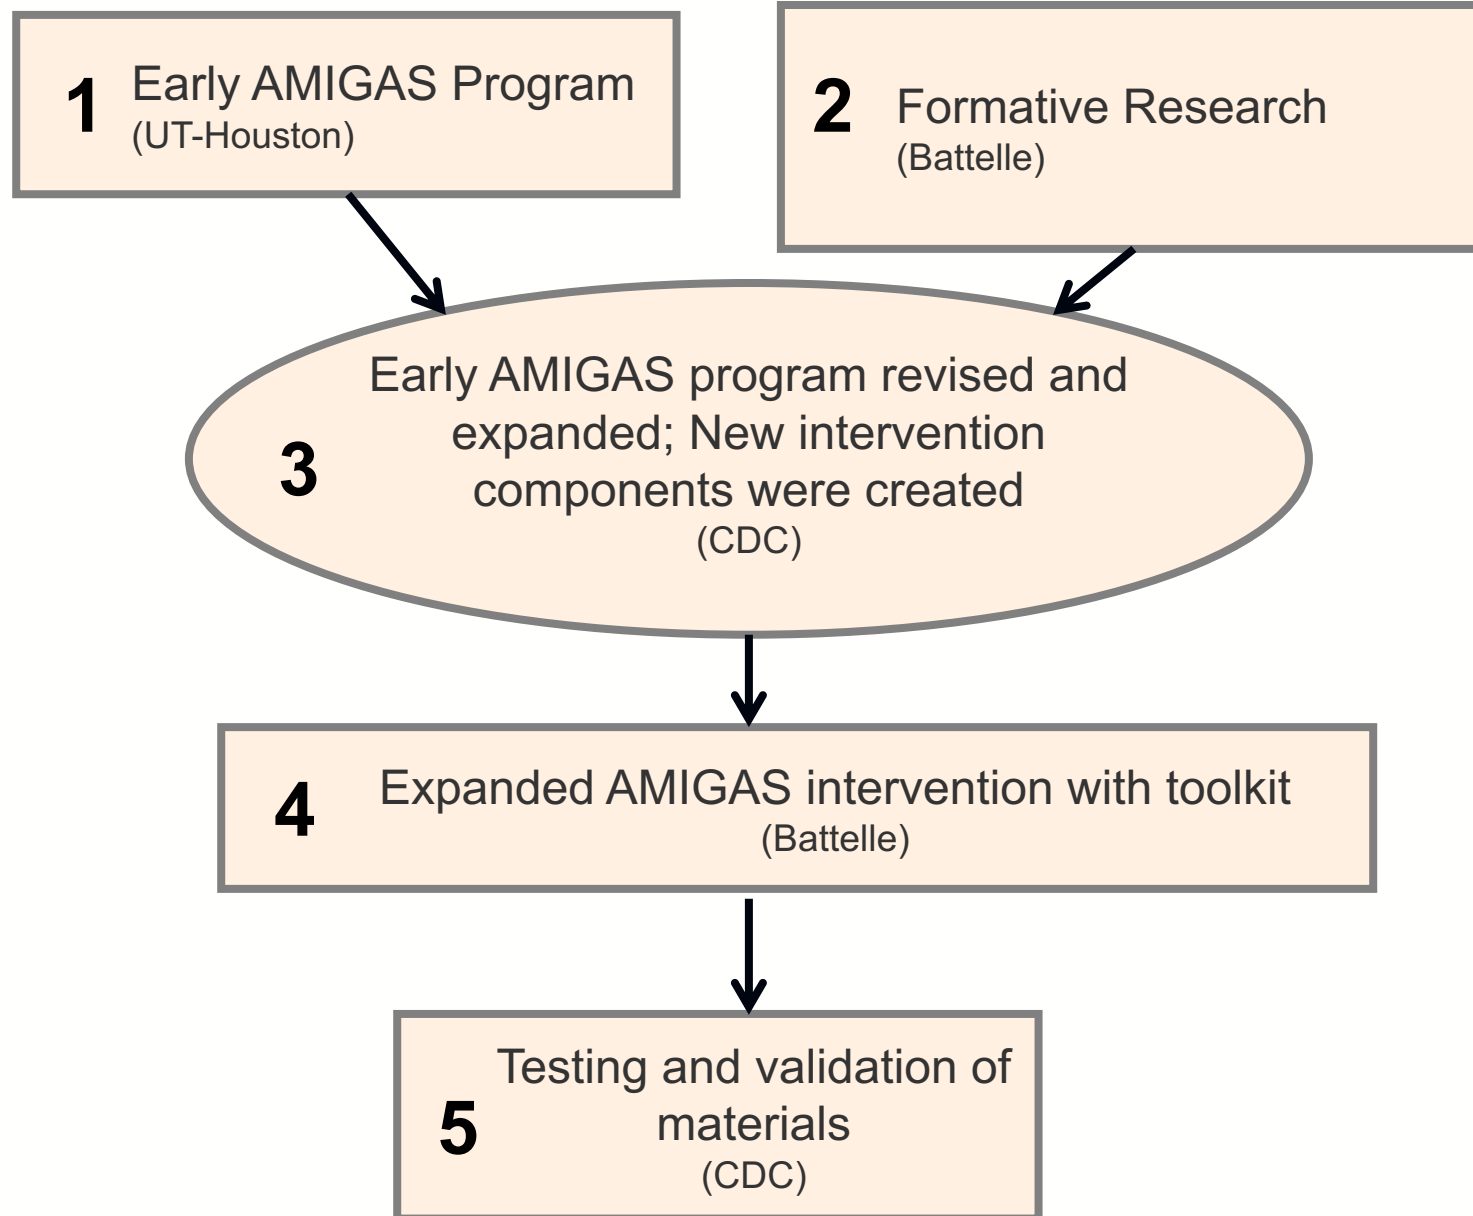 1
Early AMIGAS Program
(UT-Houston)
2
Formative Research
(Battelle)
3
Early AMIGAS program revised and
expanded; New intervention
components were created
(CDC)
4
Expanded AMIGAS intervention with toolkit
(Battelle)
5
Testing and validation of
materials
(CDC)